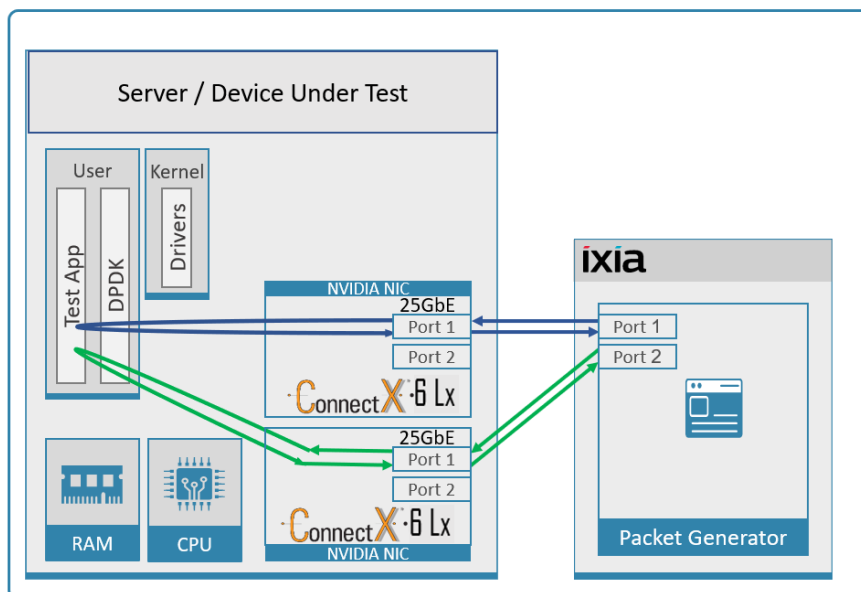 Server / Device Under Test
User
Kernel
Test App
DPDK
Drivers
ixia
NVIDIA NIC
25GbE
Port 1
Port 2
ConnectX·6 Lx
Port 1
Port 2
25GbE
Port 1
Port 2
ConnectX·6 Lx
NVIDIA NIC
RAM
CPU
Packet Generator